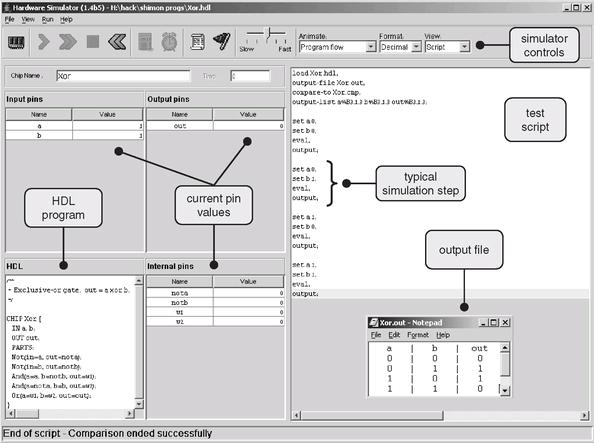 Hardware Simulator (1.4b5) - H:\hack\shimon progs\Xor.hdl
File View Run Help
Slow Fast
Animate: Format: View:
Program flow Decimal Script
simulator
controls
Chip Name: Xor Time: 0
Input pins Output pins
Name Value Name Value
a 1 out 0
b 1
load Xor.hdl,
output-file Xor.out,
compare-to Xor.cmp,
output-list a%B3.1.3 b%B3.1.3 out%B3.1.3;
set a 0,
set b 0,
eval,
output;
set a 0,
set b 1,
eval,
output;
set a 1,
set b 0,
eval,
output;
set a 1,
set b 1,
eval,
output;
test
script
typical
simulation step
HDL
program
current pin
values
output file
HDL
/**
* Exclusive-or gate. out = a xor b.
*/
CHIP Xor {
IN a, b;
OUT out;
PARTS:
Not(in=a, out=nota);
Not(in=b, out=notb);
And(a=a, b=notb, out=w1);
And(a=nota, b=b, out=w2);
Or(a=w1, b=w2, out=out);
}
Internal pins
Name Value
nota 0
notb 0
w1 0
w2 0
Xor.out - Notepad
File Edit Format Help
a | b | out
0 | 0 | 0
0 | 1 | 1
1 | 0 | 1
1 | 1 | 0
End of script - Comparison ended successfully